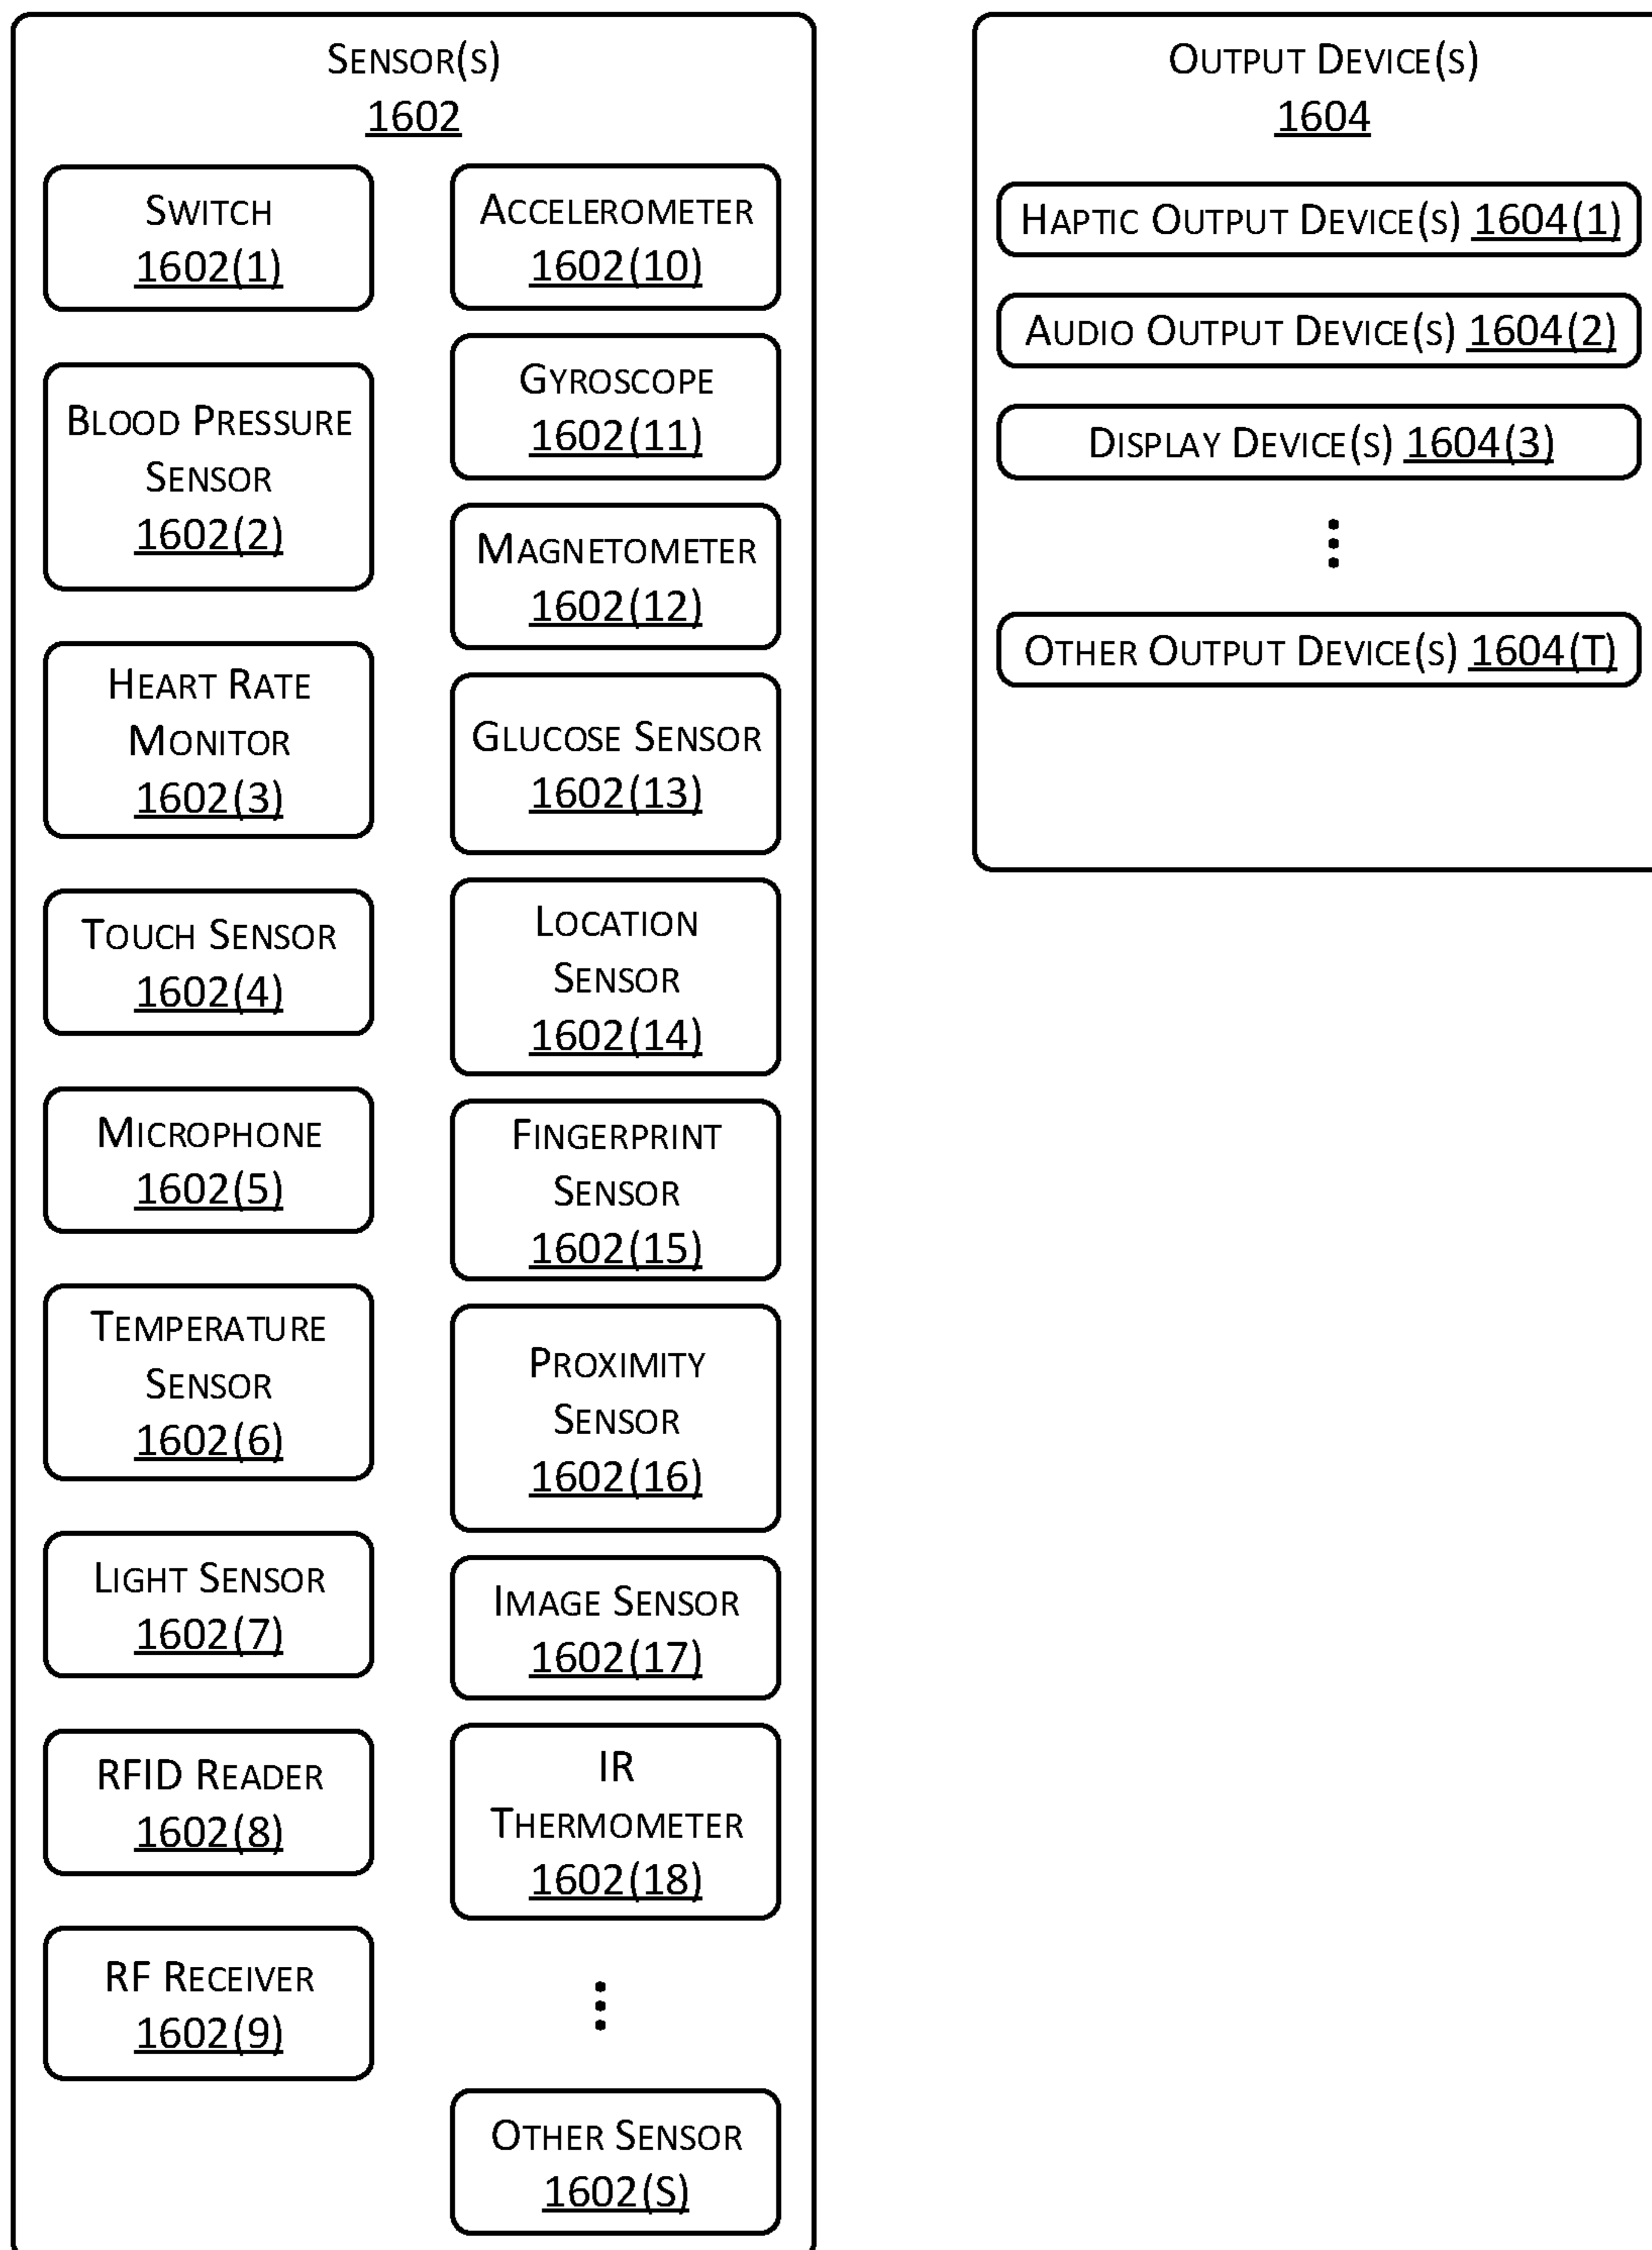 SENSOR(S)
1602
SWITCH
1602(1)
BLOOD PRESSURE
SENSOR
1602(2)
HEART RATE
MONITOR
1602(3)
TOUCH SENSOR
1602(4)
MICROPHONE
1602(5)
TEMPERATURE
SENSOR
1602(6)
LIGHT SENSOR
1602(7)
RFID READER
1602(8)
RF RECEIVER
1602(9)
ACCELEROMETER
1602(10)
GYROSCOPE
1602(11)
MAGNETOMETER
1602(12)
GLUCOSE SENSOR
1602(13)
LOCATION
SENSOR
1602(14)
FINGERPRINT
SENSOR
1602(15)
PROXIMITY
SENSOR
1602(16)
IMAGE SENSOR
1602(17)
IR
THERMOMETER
1602(18)
OTHER SENSOR
1602(S)
OUTPUT DEVICE(S)
1604
HAPTIC OUTPUT DEVICE(S) 1604(1)
AUDIO OUTPUT DEVICE(S) 1604(2)
DISPLAY DEVICE(S) 1604(3)
OTHER OUTPUT DEVICE(S) 1604(T)